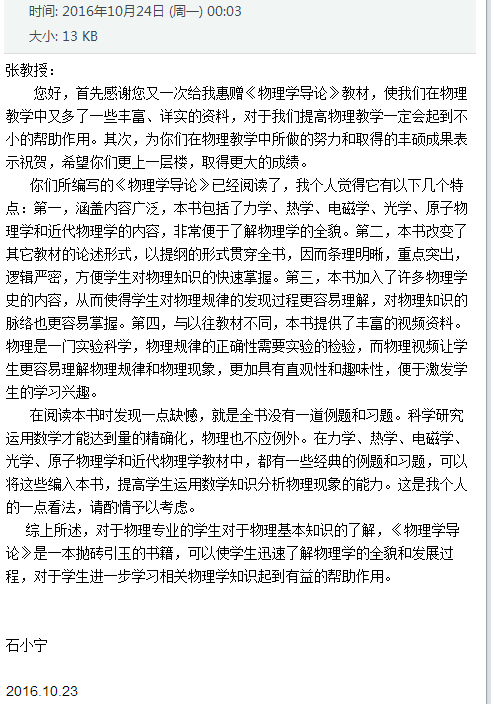 时间: 2016年10月24日 (周一) 00:03
大小: 13 KB
张教授：
您好，首先感谢您又一次给我惠赠《物理学导论》教材，使我们在物理
教学中又多了一些丰富、详实的资料，对于我们提高物理教学一定会起到不
小的帮助作用。其次，为你们在物理教学中所做的努力和取得的丰硕成果表
示祝贺，希望你们更上一层楼，取得更大的成绩。
你们所编写的《物理学导论》已经阅读了，我个人觉得它有以下几个特
点：第一，涵盖内容广泛，本书包括了力学、热学、电磁学、光学、原子物
理学和近代物理学的内容，非常便于了解物理学的全貌。第二，本书改变了
其它教材的论述形式，以提纲的形式贯穿全书，因而条理明晰，重点突出，
逻辑严密，方便学生对物理知识的快速掌握。第三，本书加入了许多物理学
史的内容，从而使得学生对物理规律的发现过程更容易理解，对物理知识的
脉络也更容易掌握。第四，与以往教材不同，本书提供了丰富的视频资料。
物理是一门实验科学，物理规律的正确性需要实验的检验，而物理视频让学
生更容易理解物理规律和物理现象，更加具有直观性和趣味性，便于激发学
生的学习兴趣。
在阅读本书时发现一点缺憾，就是全书没有一道例题和习题。科学研究
运用数学才能达到量的精确化，物理也不应例外。在力学、热学、电磁学、
光学、原子物理学和近代物理学教材中，都有一些经典的例题和习题，可以
将这些编入本书，提高学生运用数学知识分析物理现象的能力。这是我个人
的一点看法，请酌情予以考虑。
综上所述，对于物理专业的学生对于物理基本知识的了解，《物理学导
论》是一本抛砖引玉的书籍，可以使学生迅速了解物理学的全貌和发展过
程，对于学生进一步学习相关物理学知识起到有益的帮助作用。
石小宁
2016.10.23